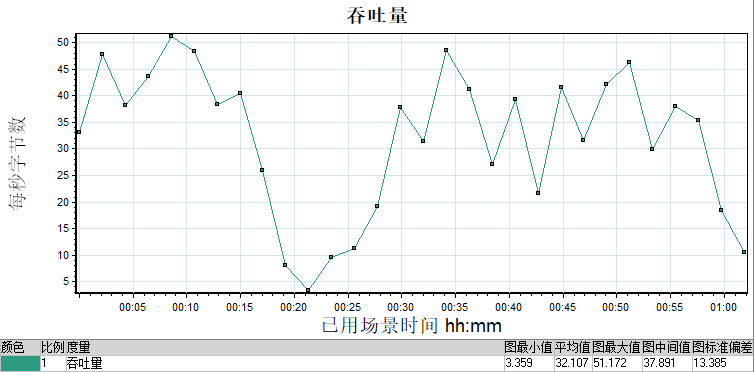 吞吐量
50
45
40
35
30
25
20
15
10
5
每秒字节数
00:05 00:10 00:15 00:20 00:25 00:30 00:35 00:40 00:45 00:50 00:55 01:00
已用场景时间 hh:mm
颜色 比例 度量 图最小值 平均值 图最大值 图中间值 图标准偏差
1 吞吐量 3.359 32.107 51.172 37.891 13.385